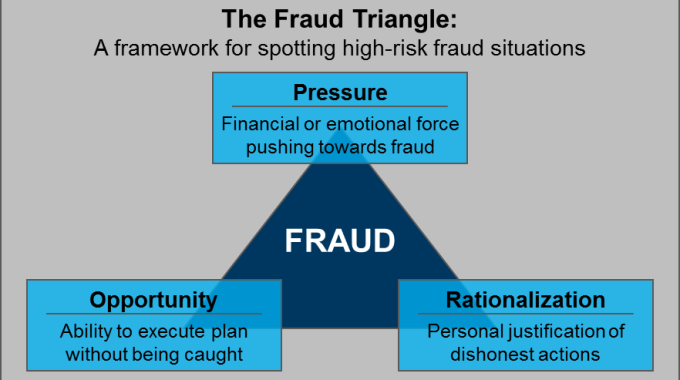 The Fraud Triangle:
A framework for spotting high-risk fraud situations
Pressure
Financial or emotional force
pushing towards fraud
FRAUD
Opportunity
Ability to execute plan
without being caught
Rationalization
Personal justification of
dishonest actions